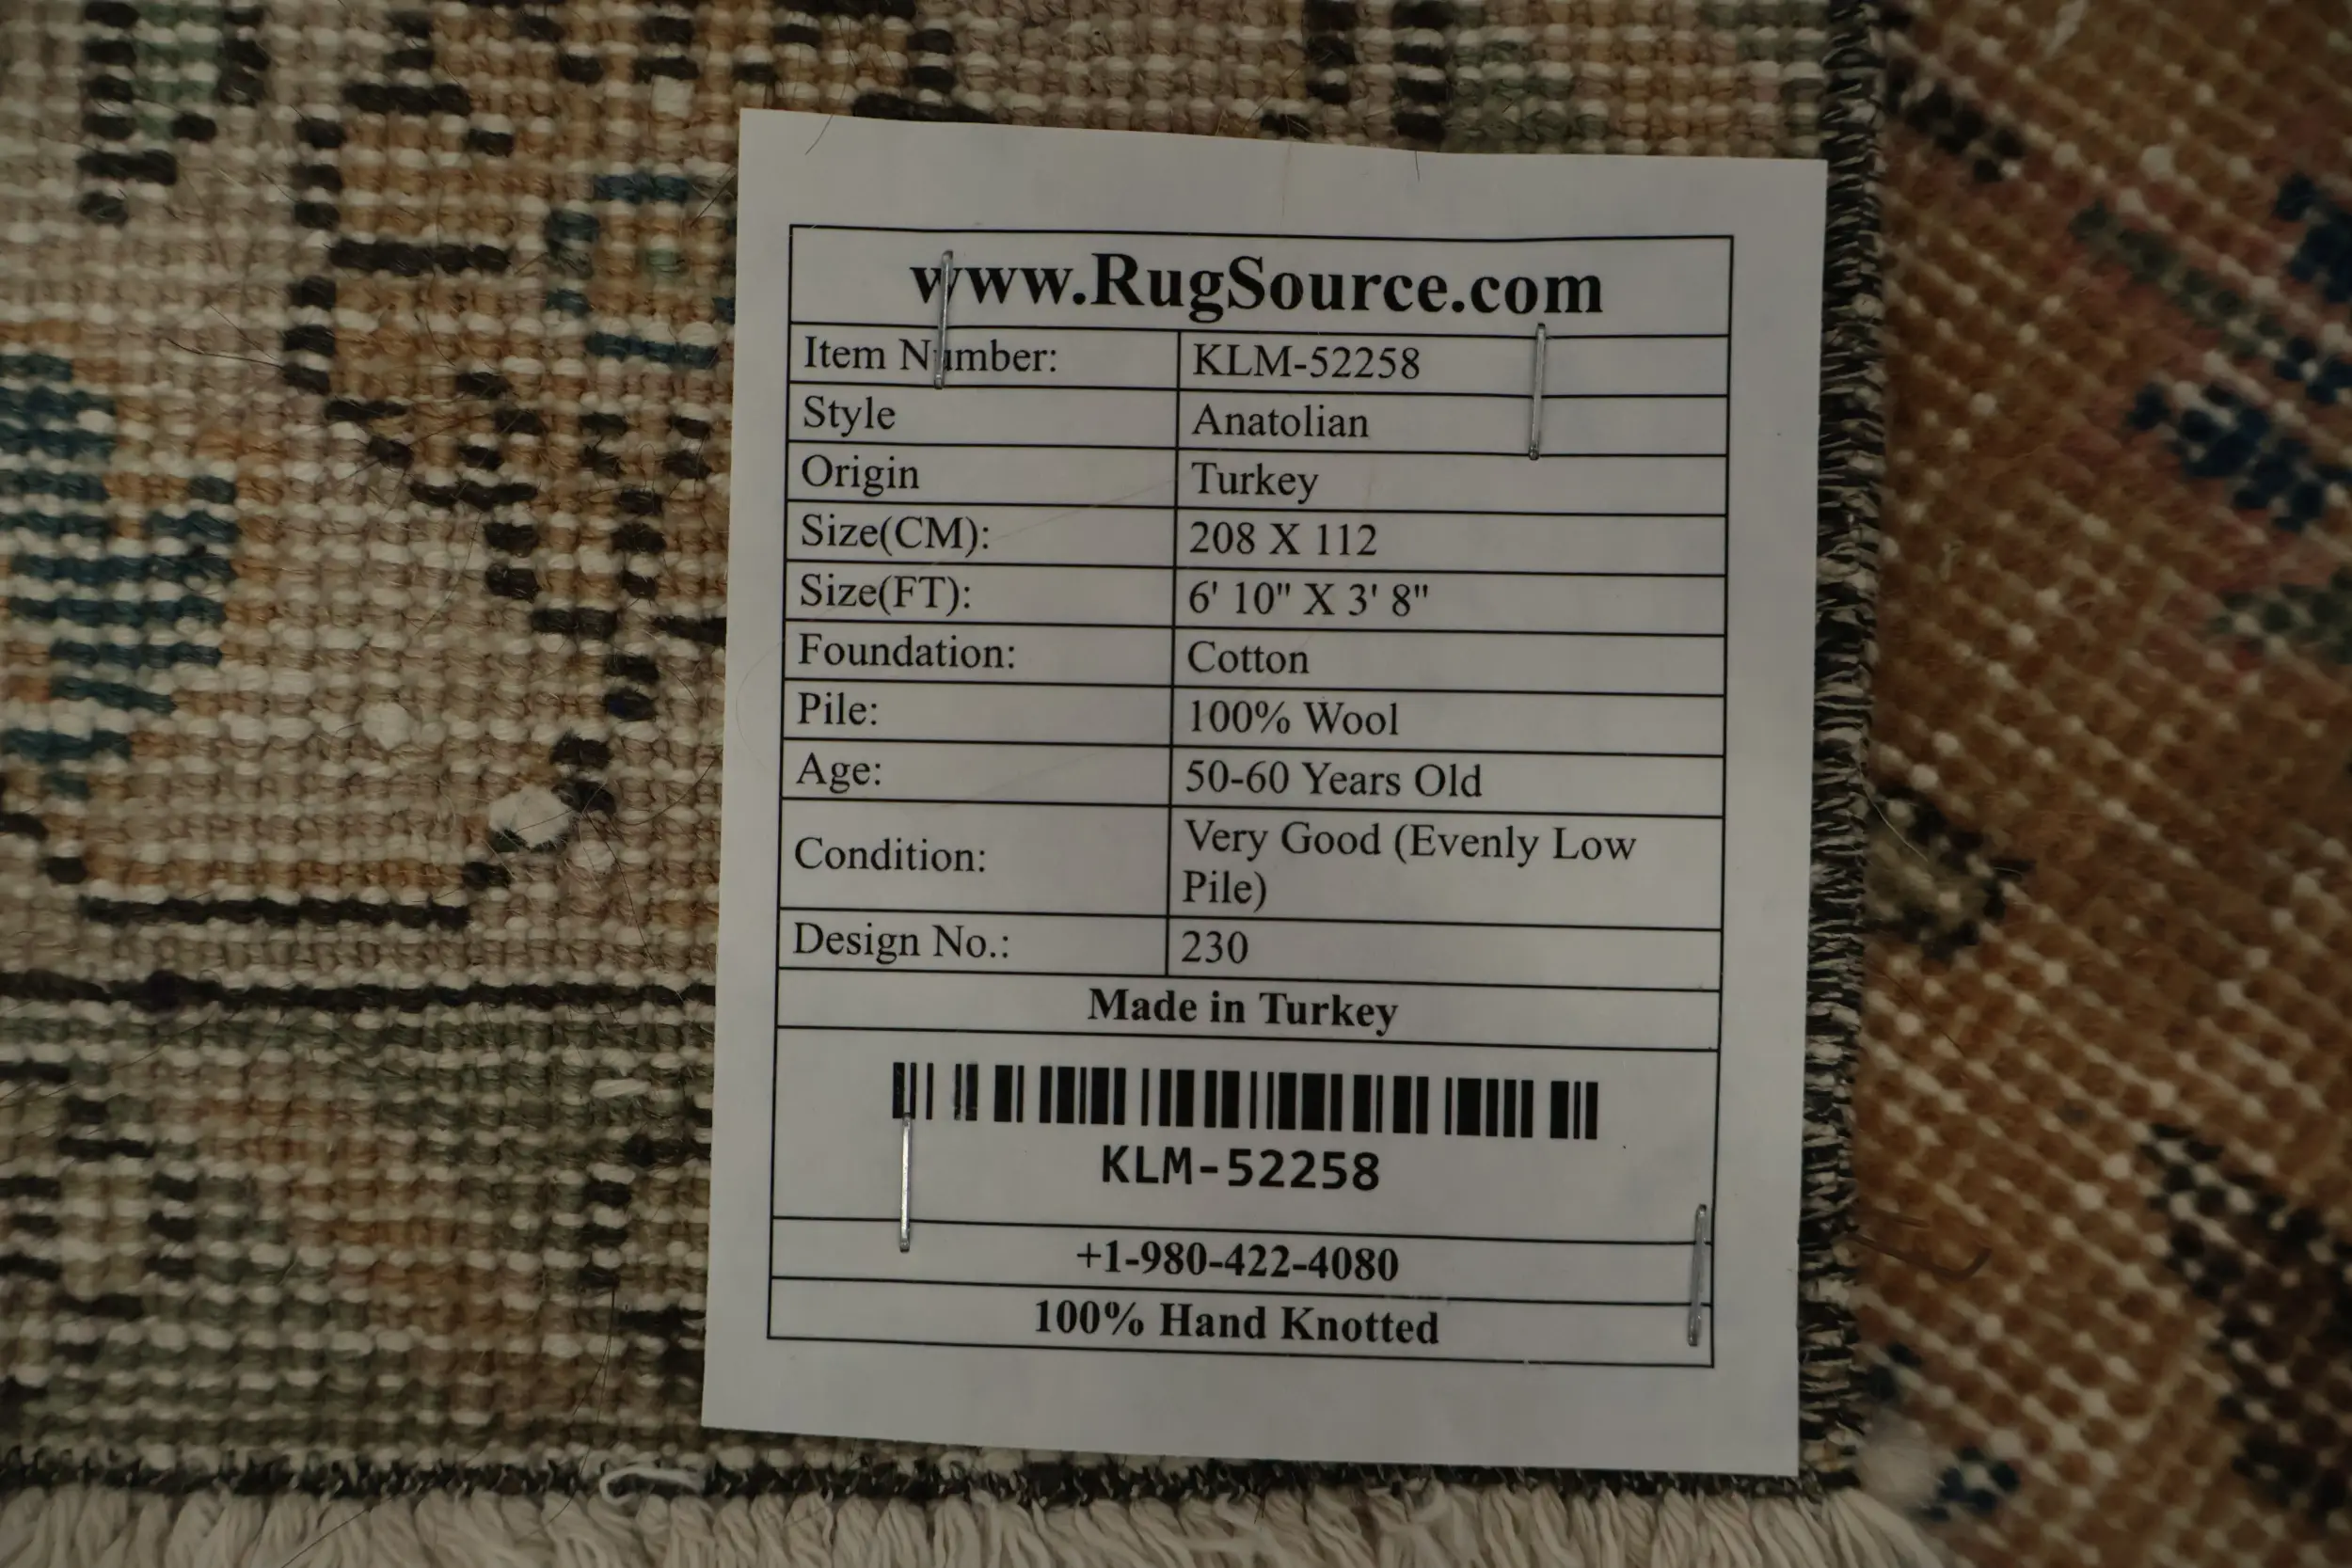 www.RugSource.com
Item Number: KLM-52258
Style Anatolian
Origin Turkey
Size(CM): 208 X 112
Size(FT): 6' 10" X 3' 8"
Foundation: Cotton
Pile: 100% Wool
Age: 50-60 Years Old
Condition: Very Good (Evenly Low
Pile)
Design No.: 230
Made in Turkey
KLM-52258
+1-980-422-4080
100% Hand Knotted